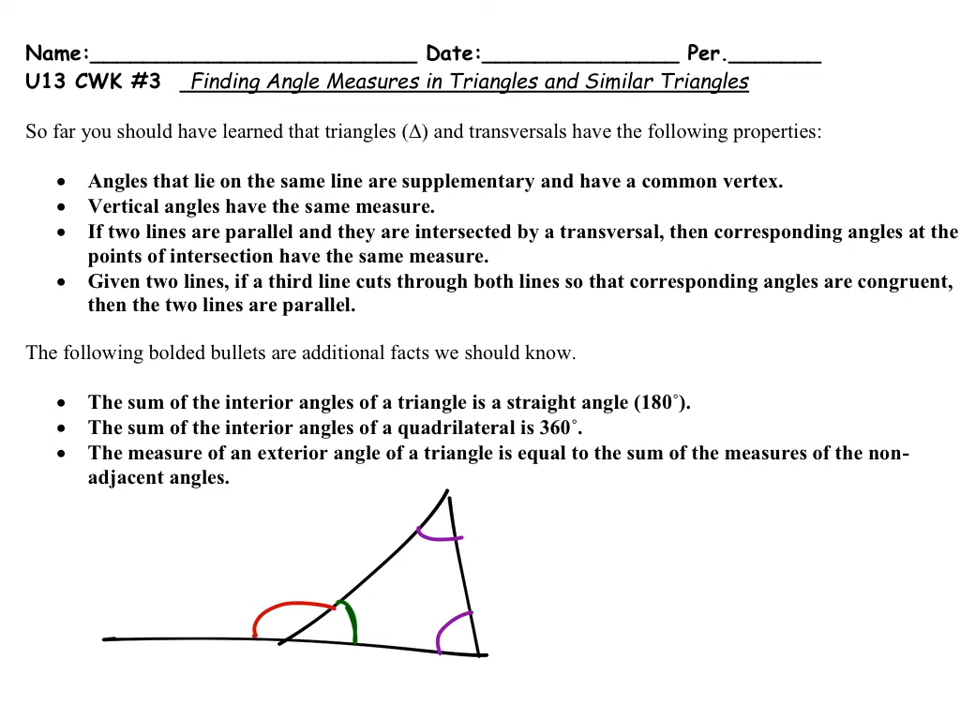 Name:______________________________ Date:__________________ Per.________
U13 CWK #3 Finding Angle Measures in Triangles and Similar Triangles
So far you should have learned that triangles (Δ) and transversals have the following properties:
• Angles that lie on the same line are supplementary and have a common vertex.
• Vertical angles have the same measure.
• If two lines are parallel and they are intersected by a transversal, then corresponding angles at the
points of intersection have the same measure.
• Given two lines, if a third line cuts through both lines so that corresponding angles are congruent,
then the two lines are parallel.
The following bolded bullets are additional facts we should know.
• The sum of the interior angles of a triangle is a straight angle (180˚).
• The sum of the interior angles of a quadrilateral is 360˚.
• The measure of an exterior angle of a triangle is equal to the sum of the measures of the non-
adjacent angles.